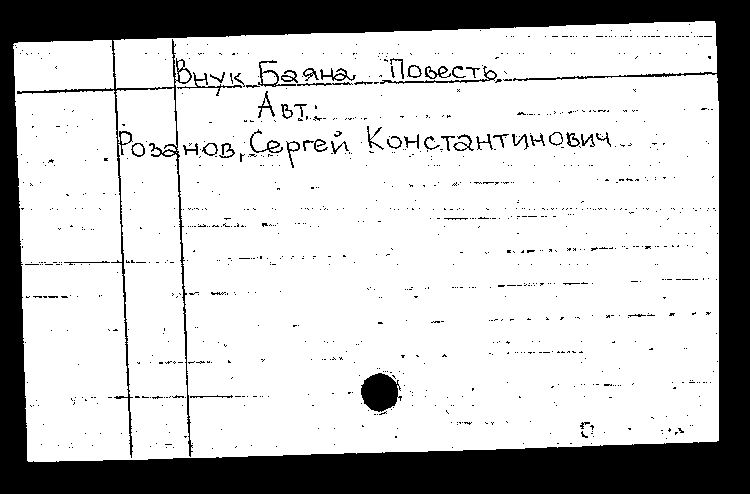 Внук Баяна Повесть
Авт.:
Розанов, Сергей Константинович